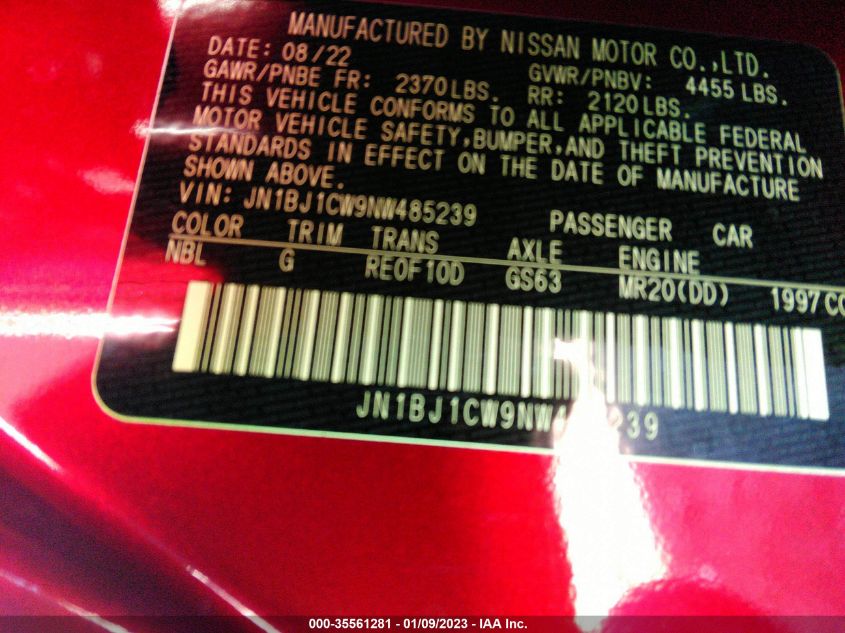 MANUFACTURED BY NISSAN MOTOR CO.,LTD.
DATE: 08/22 GVWR/PNBV: 4455 LBS.
GAWR/PNBE FR: 2370LBS. RR: 2120LBS.
THIS VEHICLE CONFORMS TO ALL APPLICABLE FEDERAL
MOTOR VEHICLE SAFETY,BUMPER,AND THEFT PREVENTION
STANDARDS IN EFFECT ON THE DATE OF MANUFACTURE
SHOWN ABOVE.
VIN: JN1BJ1CW9NW485239 PASSENGER CAR
COLOR TRIM TRANS AXLE ENGINE
NBL G RE0F10D GS63 MR20(DD) 1997CC
JN1BJ1CW9NW4 239
000-35561281 - 01/09/2023 - IAA Inc.